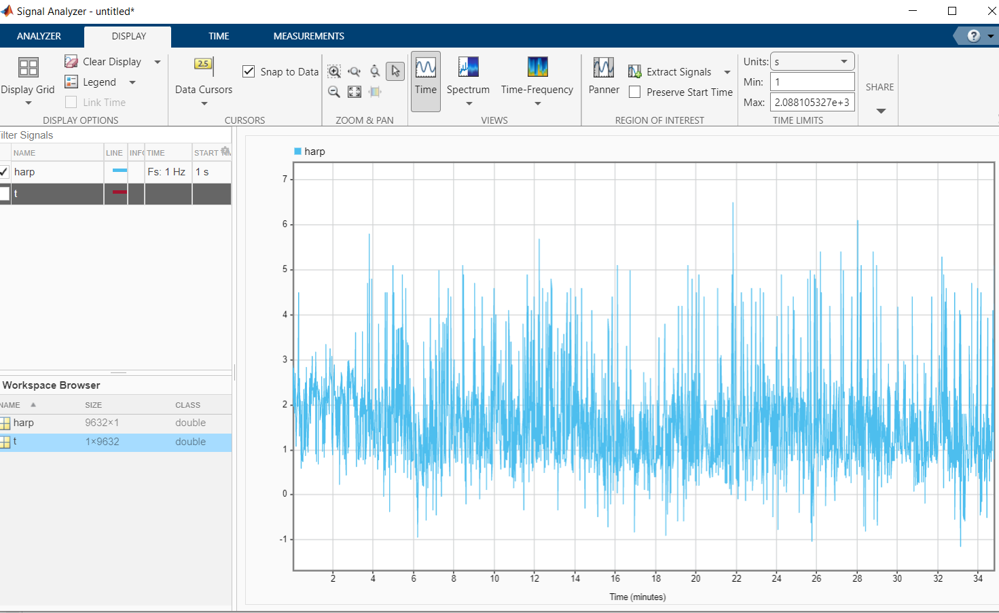 Signal Analyzer - untitled*
ANALYZER DISPLAY TIME MEASUREMENTS
Display Grid
Clear Display
Legend
Link Time
DISPLAY OPTIONS
2.5
Data Cursors
Snap to Data
CURSORS
ZOOM & PAN
Time Spectrum Time-Frequency
VIEWS
Panner
Extract Signals
Preserve Start Time
REGION OF INTEREST
Units: s
Min: 1
Max: 2.088105327e+3
TIME LIMITS
SHARE
ilter Signals
NAME LINE INFO TIME START
harp Fs: 1 Hz 1 s
t
Workspace Browser
NAME SIZE CLASS
harp 9632×1 double
t 1×9632 double
harp
7
6
5
4
3
2
1
0
-1
2 4 6 8 10 12 14 16 18 20 22 24 26 28 30 32 34
Time (minutes)